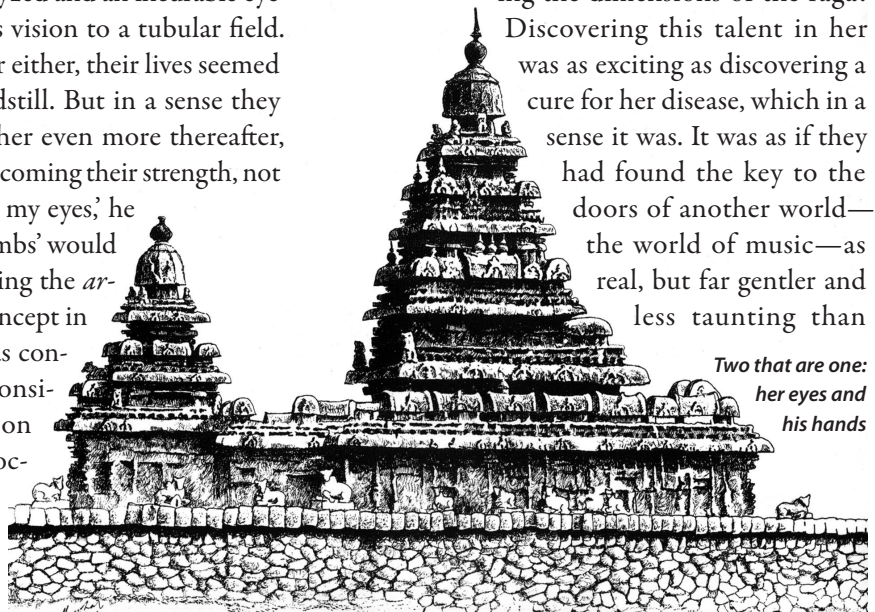 yzed and an incurable eye
s vision to a tubular field.
r either, their lives seemed
dstill. But in a sense they
her even more thereafter,
coming their strength, not
my eyes,’ he
mbs’ would
ing the ar-
ncept in
s con-
onsi-
on
oc-
ing the dimensions of the raga.
Discovering this talent in her
was as exciting as discovering a
cure for her disease, which in a
sense it was. It was as if they
had found the key to the
doors of another world—
the world of music—as
real, but far gentler and
less taunting than
Two that are one:
her eyes and
his hands